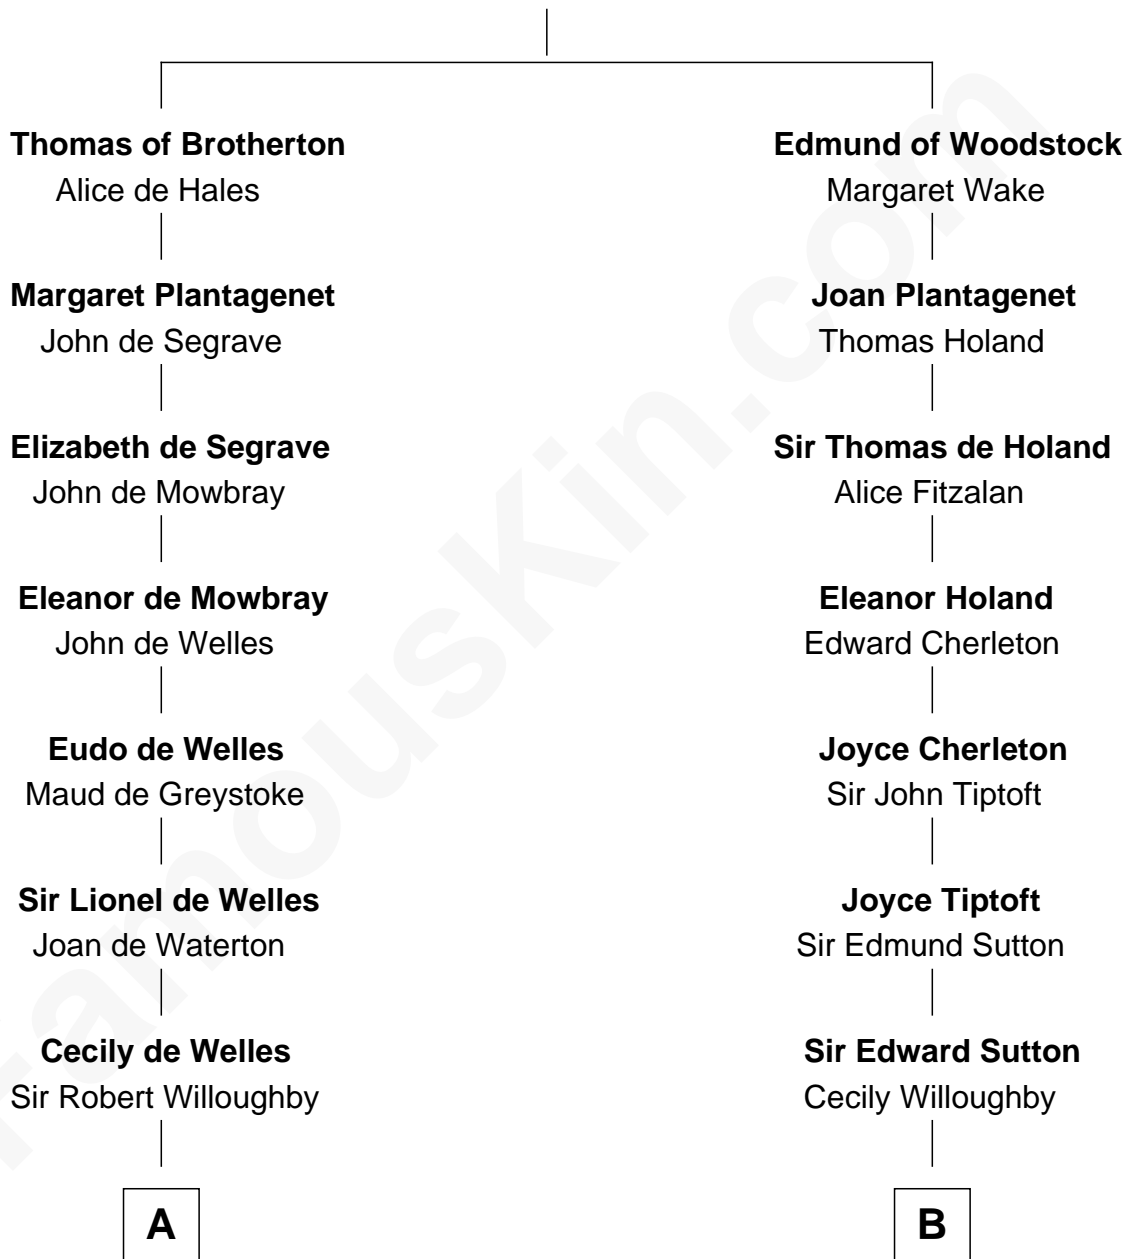 Thomas of Brotherton
Alice de Hales
Margaret Plantagenet
John de Segrave
Elizabeth de Segrave
John de Mowbray
Eleanor de Mowbray
John de Welles
Eudo de Welles
Maud de Greystoke
Sir Lionel de Welles
Joan de Waterton
Cecily de Welles
Sir Robert Willoughby
A
Edmund of Woodstock
Margaret Wake
Joan Plantagenet
Thomas Holand
Sir Thomas de Holand
Alice Fitzalan
Eleanor Holand
Edward Cherleton
Joyce Cherleton
Sir John Tiptoft
Joyce Tiptoft
Sir Edmund Sutton
Sir Edward Sutton
Cecily Willoughby
B
FamousKin.com